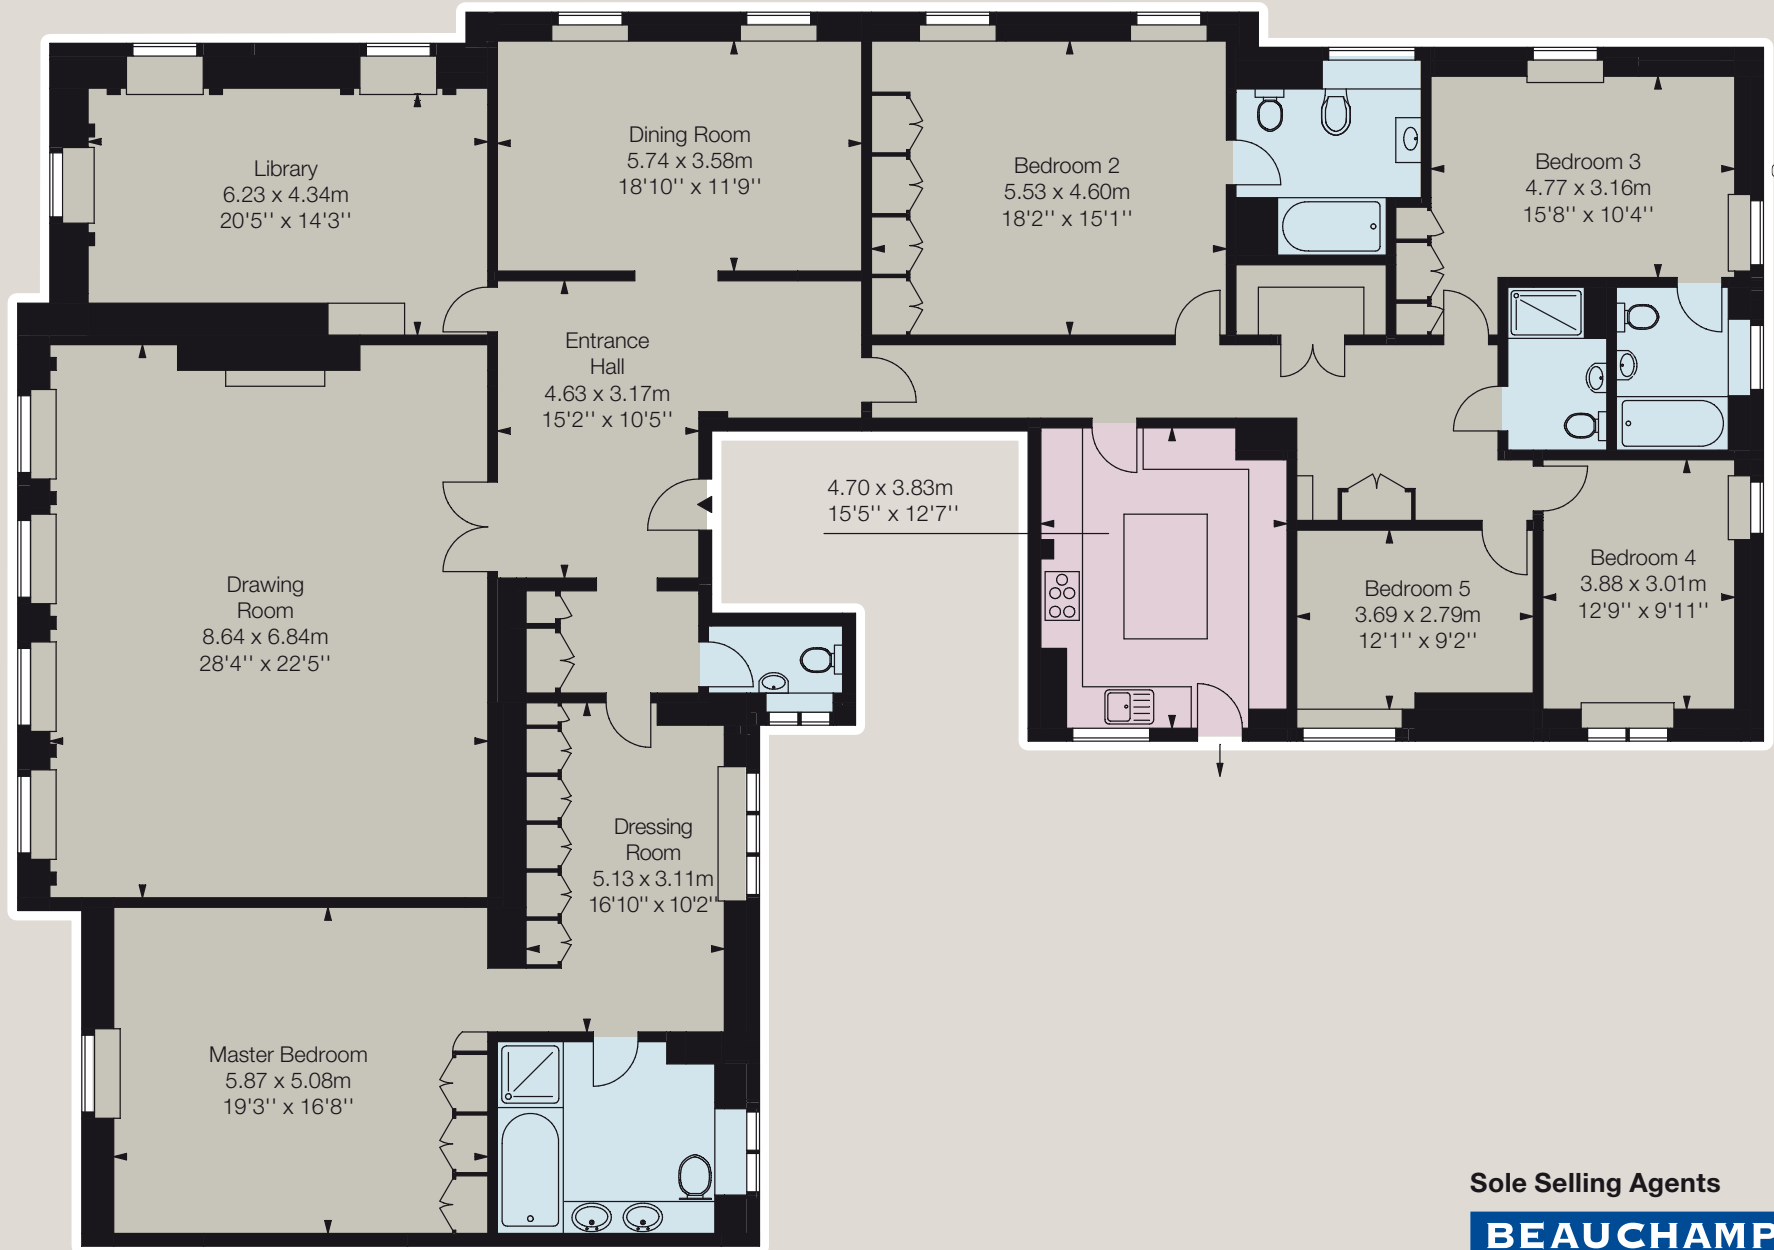 Library
6.23 x 4.34m
20'5'' x 14'3''
Dining Room
5.74 x 3.58m
18'10'' x 11'9''
Bedroom 2
5.53 x 4.60m
18'2'' x 15'1''
Bedroom 3
4.77 x 3.16m
15'8'' x 10'4''
Entrance
Hall
4.63 x 3.17m
15'2'' x 10'5''
4.70 x 3.83m
15'5'' x 12'7''
Drawing
Room
8.64 x 6.84m
28'4'' x 22'5''
Bedroom 5
3.69 x 2.79m
12'1'' x 9'2''
Bedroom 4
3.88 x 3.01m
12'9'' x 9'11''
Dressing
Room
5.13 x 3.11m
16'10'' x 10'2''
Master Bedroom
5.87 x 5.08m
19'3'' x 16'8''
Sole Selling Agents
BEAUCHAMP